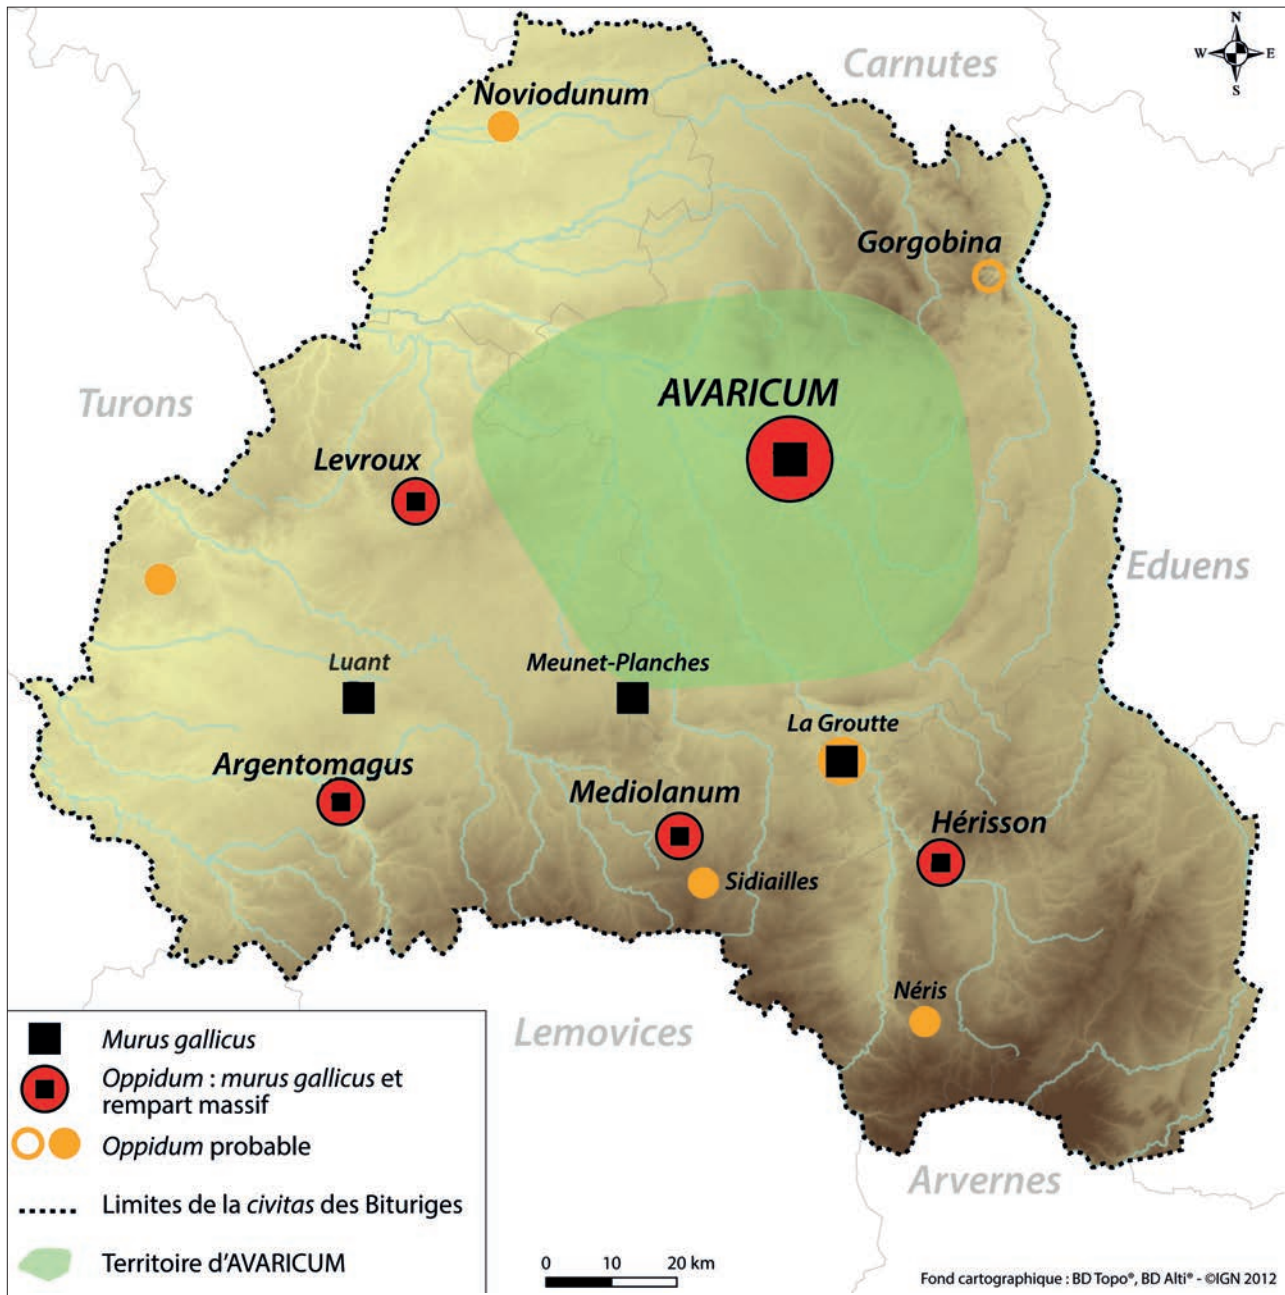 N
W E
S
Carnutes
Noviodunum
Gorgobina
AVARICUM
Turons
Levroux
Eduens
Luant
Meunet-Planches
La Groutte
Argentomagus
Mediolanum
Hérisson
Sidiailles
Néris
Lemovices
Arvernes
Murus gallicus
Oppidum : murus gallicus et
rempart massif
Oppidum probable
Limites de la civitas des Bituriges
Territoire d'AVARICUM
0 10 20 km
Fond cartographique : BD Topo®, BD Alti® - ©IGN 2012